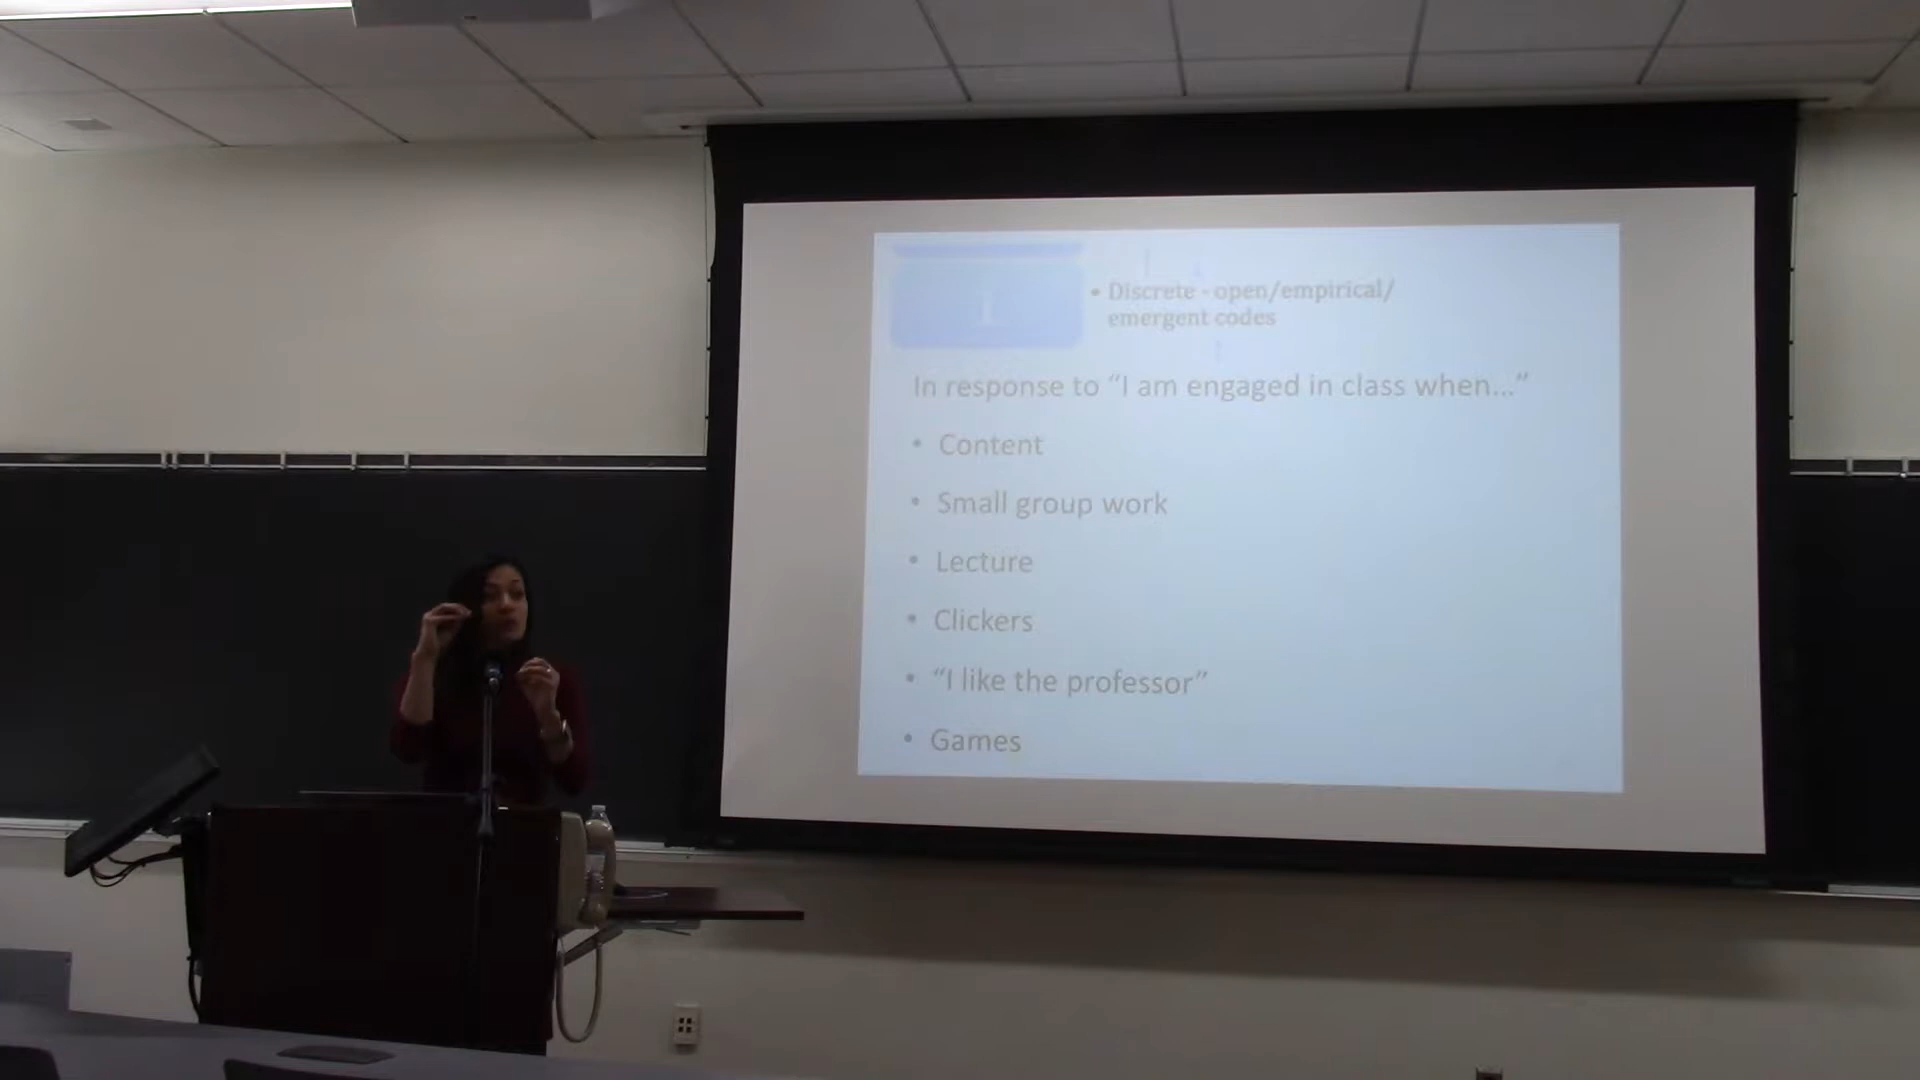 1
• Discrete - open/empirical/
emergent codes
In response to “I am engaged in class when...”
• Content
• Small group work
• Lecture
• Clickers
• “I like the professor”
• Games